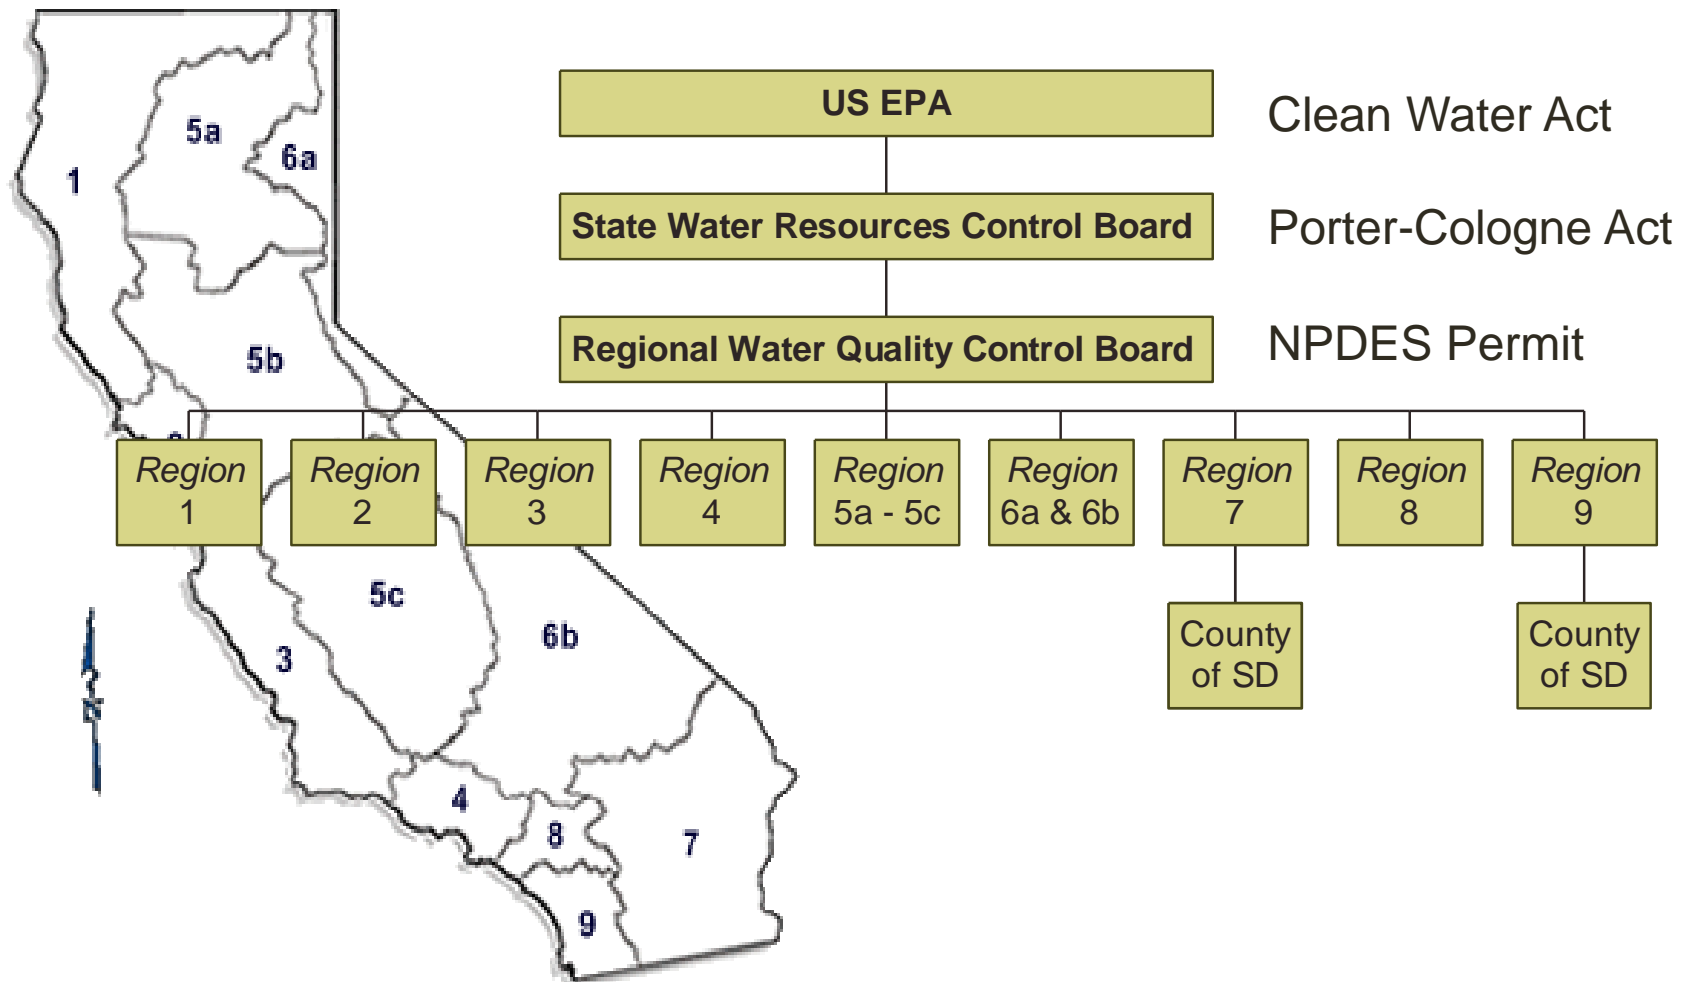 US EPA
Clean Water Act
State Water Resources Control Board
Porter-Cologne Act
Regional Water Quality Control Board
NPDES Permit
Region
1
Region
2
Region
3
Region
4
Region
5a - 5c
Region
6a & 6b
Region
7
Region
8
Region
9
County
of SD
County
of SD
1
5a
6a
5b
5c
6b
3
4
8
7
9